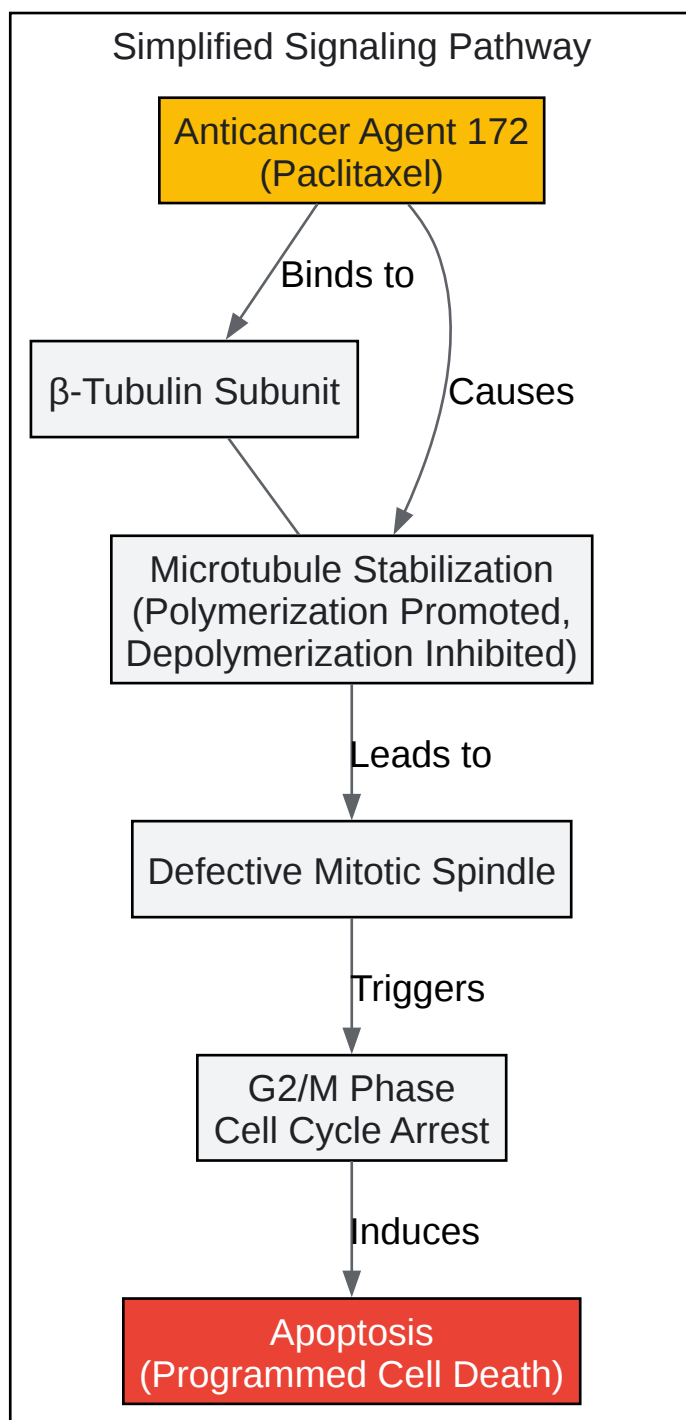 Simplified Signaling Pathway
Anticancer Agent 172
(Paclitaxel)
Binds to
β-Tubulin Subunit
Causes
Microtubule Stabilization
(Polymerization Promoted,
Depolymerization Inhibited)
Leads to
Defective Mitotic Spindle
Triggers
G2/M Phase
Cell Cycle Arrest
Induces
Apoptosis
(Programmed Cell Death)